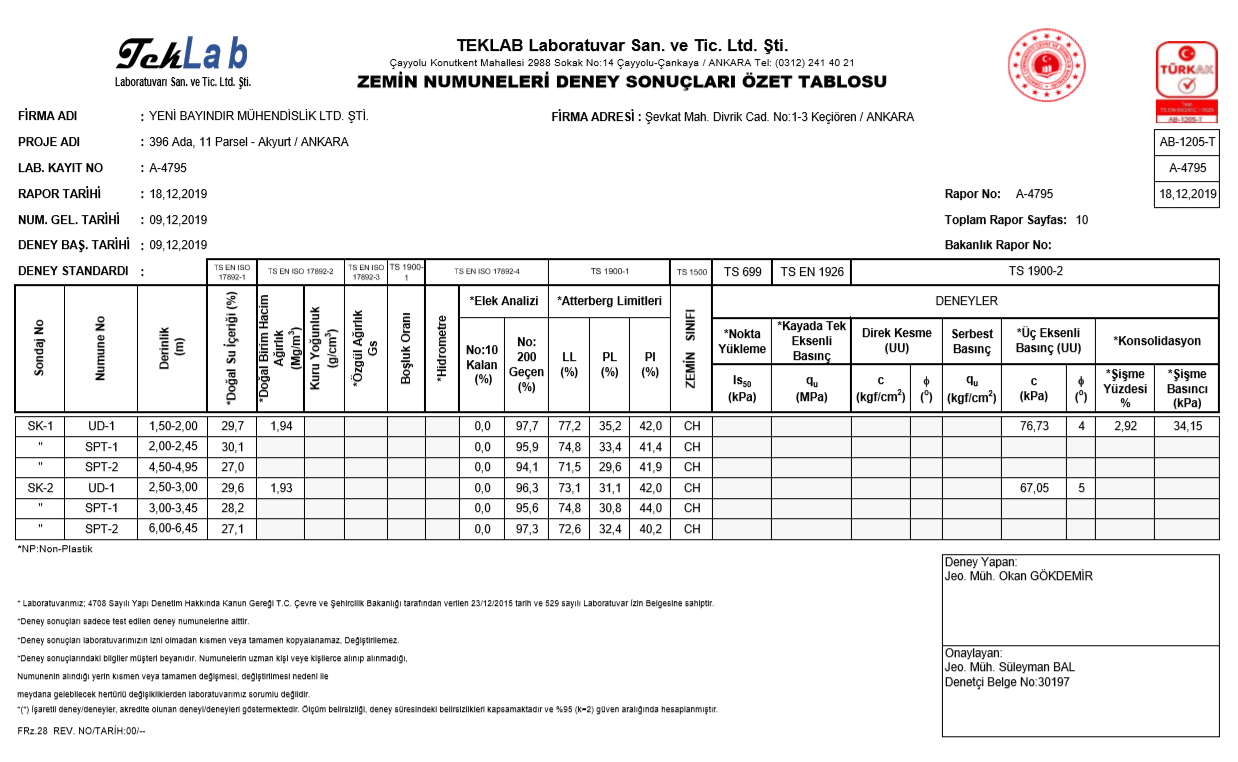 TekLab
Laboratuvarı San. ve Tic. Ltd. Şti.
TEKLAB Laboratuvar San. ve Tic. Ltd. Şti.
Çayyolu Konutkent Mahallesi 2988 Sokak No:14 Çayyolu-Çankaya / ANKARA Tel: (0312) 241 40 21
ZEMİN NUMUNELERİ DENEY SONUÇLARI ÖZET TABLOSU
TÜRKAK
Test
TS EN ISO/IEC 17025
AB-1205-T
FİRMA ADI : YENİ BAYINDIR MÜHENDİSLİK LTD. ŞTİ. FİRMA ADRESİ : Şevkat Mah. Divrik Cad. No:1-3 Keçiören / ANKARA
PROJE ADI : 396 Ada, 11 Parsel - Akyurt / ANKARA AB-1205-T
LAB. KAYIT NO : A-4795 A-4795
RAPOR TARİHİ : 18,12,2019 Rapor No: A-4795 18,12,2019
NUM. GEL. TARİHİ : 09,12,2019 Toplam Rapor Sayfas: 10
DENEY BAŞ. TARİHİ : 09,12,2019 Bakanlık Rapor No:
DENEY STANDARDI : TS EN ISO 17892-1 TS EN ISO 17892-2 TS EN ISO 17892-3 TS 1900-1 TS EN ISO 17892-4 TS 1900-1 TS 1500 TS 699 TS EN 1926 TS 1900-2
Sondaj No
Numune No
Derinlik (m)
*Doğal Su İçeriği (%)
*Doğal Birim Hacim Ağırlık (Mg/m³)
Kuru Yoğunluk (g/cm³)
*Özgül Ağırlık Gs
Boşluk Oranı
*Hidrometre
*Elek Analizi
No:10 Kalan (%)
No: 200 Geçen (%)
*Atterberg Limitleri
LL (%)
PL (%)
PI (%)
ZEMİN SINIFI
DENEYLER
*Nokta Yükleme
Is50 (kPa)
*Kayada Tek Eksenli Basınç
qu (MPa)
Direk Kesme (UU)
c (kgf/cm²)
ϕ (°)
Serbest Basınç
qu (kgf/cm²)
*Üç Eksenli Basınç (UU)
c (kPa)
ϕ (°)
*Konsolidasyon
*Şişme Yüzdesi %
*Şişme Basıncı (kPa)
SK-1 UD-1 1,50-2,00 29,7 1,94 0,0 97,7 77,2 35,2 42,0 CH 76,73 4 2,92 34,15
" SPT-1 2,00-2,45 30,1 0,0 95,9 74,8 33,4 41,4 CH
" SPT-2 4,50-4,95 27,0 0,0 94,1 71,5 29,6 41,9 CH
SK-2 UD-1 2,50-3,00 29,6 1,93 0,0 96,3 73,1 31,1 42,0 CH 67,05 5
" SPT-1 3,00-3,45 28,2 0,0 95,6 74,8 30,8 44,0 CH
" SPT-2 6,00-6,45 27,1 0,0 97,3 72,6 32,4 40,2 CH
*NP:Non-Plastik
Deney Yapan:
Jeo. Müh. Okan GÖKDEMİR
* Laboratuvarımız; 4708 Sayılı Yapı Denetim Hakkında Kanun Gereği T.C. Çevre ve Şehircilik Bakanlığı tarafından verilen 23/12/2015 tarih ve 529 sayılı Laboratuvar İzin Belgesine sahiptir.
*Deney sonuçları sadece test edilen deney numunelerine aittir.
*Deney sonuçları laboratuvarımızın izni olmadan kısmen veya tamamen kopyalanamaz, Değiştirilemez.
*Deney sonuçlarındaki bilgiler müşteri beyanıdır. Numunelerin uzman kişi veya kişilerce alınıp alınmadığı,
Numunenin alındığı yerin kısmen veya tamamen değişmesi, değiştirilmesi nedeni ile
meydana gelebilecek hertürlü değişikliklerden laboratuvarımız sorumlu değildir.
*(*) İşaretli deney/deneyler, akredite olunan deneyi/deneyleri göstermektedir. Ölçüm belirsizliği, deney süresindeki belirsizlikleri kapsamaktadır ve %95 (k=2) güven aralığında hesaplanmıştır.
Onaylayan:
Jeo. Müh. Süleyman BAL
Denetçi Belge No:30197
FRz.28 REV. NO/TARİH:00/--